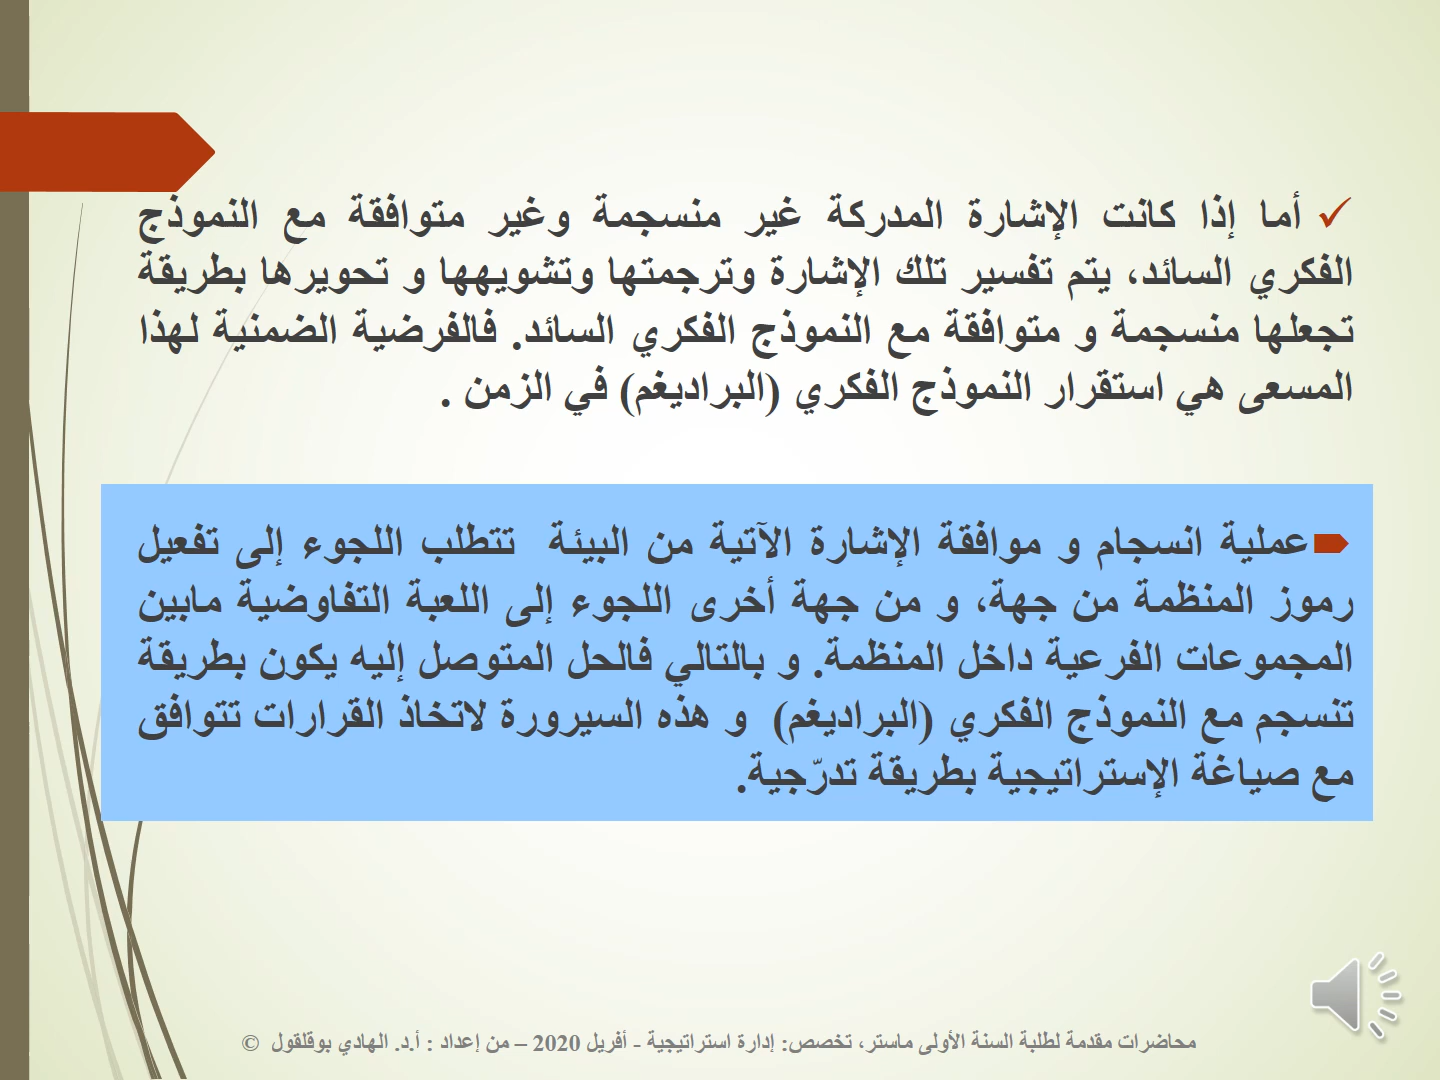 أما إذا كانت الإشارة المدركة غير منسجمة وغير متوافقة مع النموذج
الفكري السائد، يتم تفسير تلك الإشارة وترجمتها وتشويهها و تحويرها بطريقة
تجعلها منسجمة و متوافقة مع النموذج الفكري السائد. فالفرضية الضمنية لهذا
المسعى هي استقرار النموذج الفكري (البراديغم) في الزمن .
عملية انسجام و موافقة الإشارة الآتية من البيئة تتطلب اللجوء إلى تفعيل
رموز المنظمة من جهة، و من جهة أخرى اللجوء إلى اللعبة التفاوضية مابين
المجموعات الفرعية داخل المنظمة. و بالتالي فالحل المتوصل إليه يكون بطريقة
تنسجم مع النموذج الفكري (البراديغم) و هذه السيرورة لاتخاذ القرارات تتوافق
مع صياغة الإستراتيجية بطريقة تدرّجية.
محاضرات مقدمة لطلبة السنة الأولى ماستر، تخصص: إدارة استراتيجية - أفريل 2020 – من إعداد : أ.د. الهادي بوقلقول ©